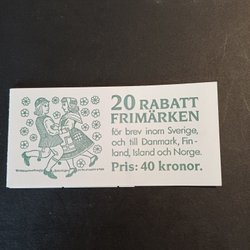 20 RABATT
FRIMÄRKEN
för brev inom Sverige,
och till Danmark, Fin-
land, Island och Norge.
Pris: 40 kronor.